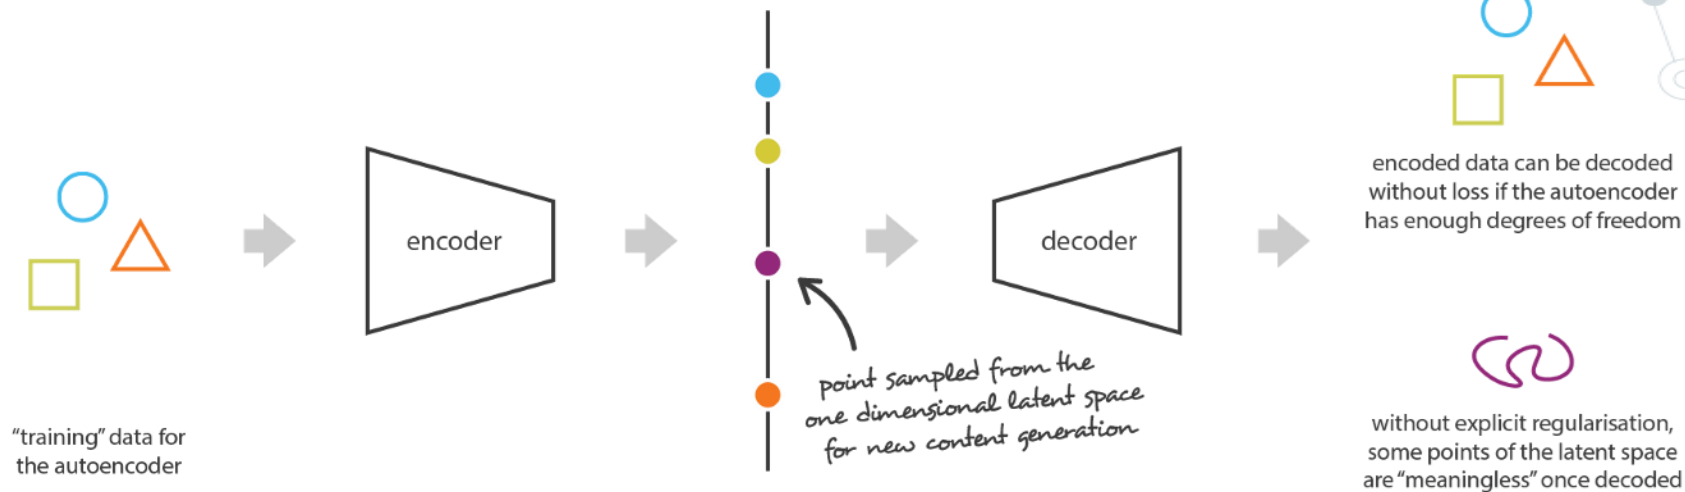 "training" data for
the autoencoder
encoder
point sampled from the
one dimensional latent space
for new content generation
decoder
encoded data can be decoded
without loss if the autoencoder
has enough degrees of freedom
without explicit regularisation,
some points of the latent space
are "meaningless" once decoded